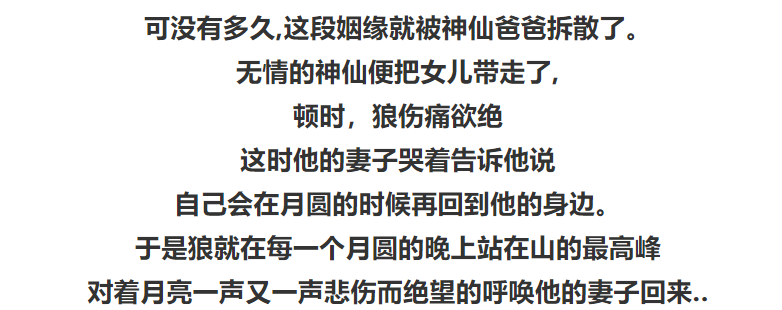 可没有多久,这段姻缘就被神仙爸爸拆散了。
无情的神仙便把女儿带走了,
顿时，狼伤痛欲绝
这时他的妻子哭着告诉他说
自己会在月圆的时候再回到他的身边。
于是狼就在每一个月圆的晚上站在山的最高峰
对着月亮一声又一声悲伤而绝望的呼唤他的妻子回来..